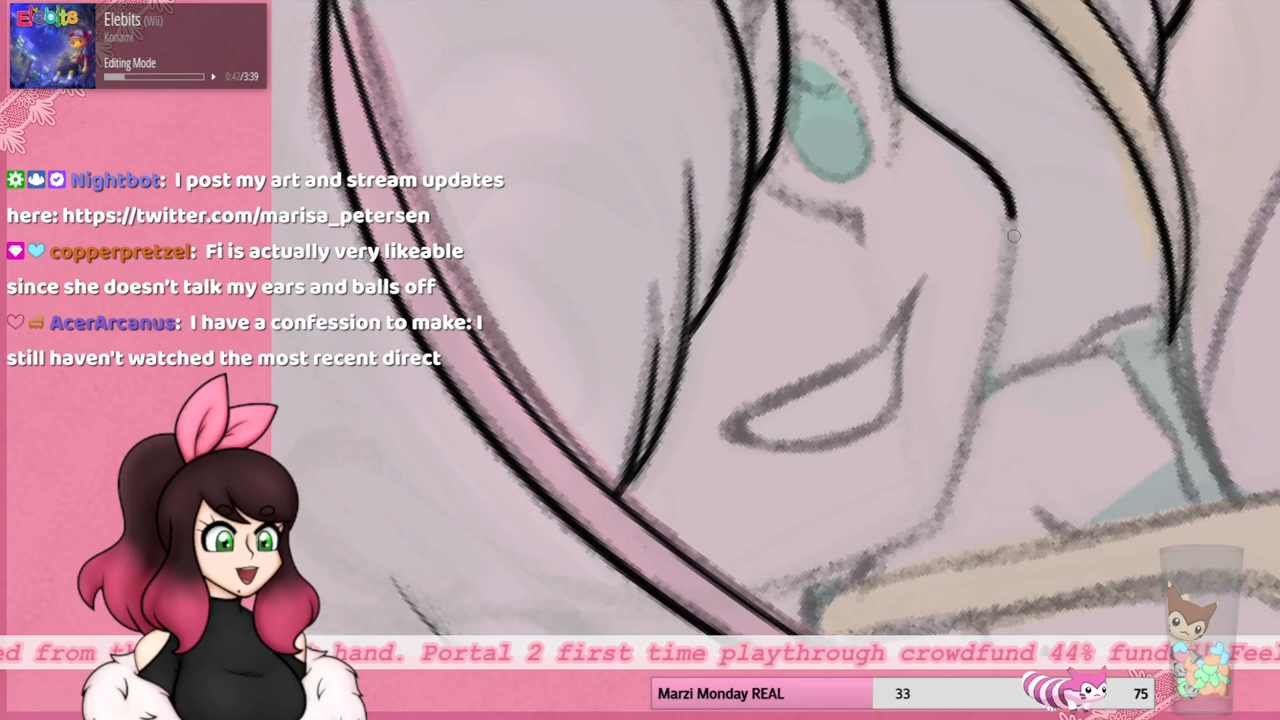 Elebits
Elebits (Wii)
Konami
Editing Mode
0:42/3:39
Nightbot: I post my art and stream updates
here: https://twitter.com/marisa_petersen
copperpretzel: Fi is actually very likeable
since she doesn't talk my ears and balls off
AcerArcanus: I have a confession to make: I
still haven't watched the most recent direct
ed from hand. Portal 2 first time playthrough crowdfund 44% Feel
Marzi Monday REAL 33 75